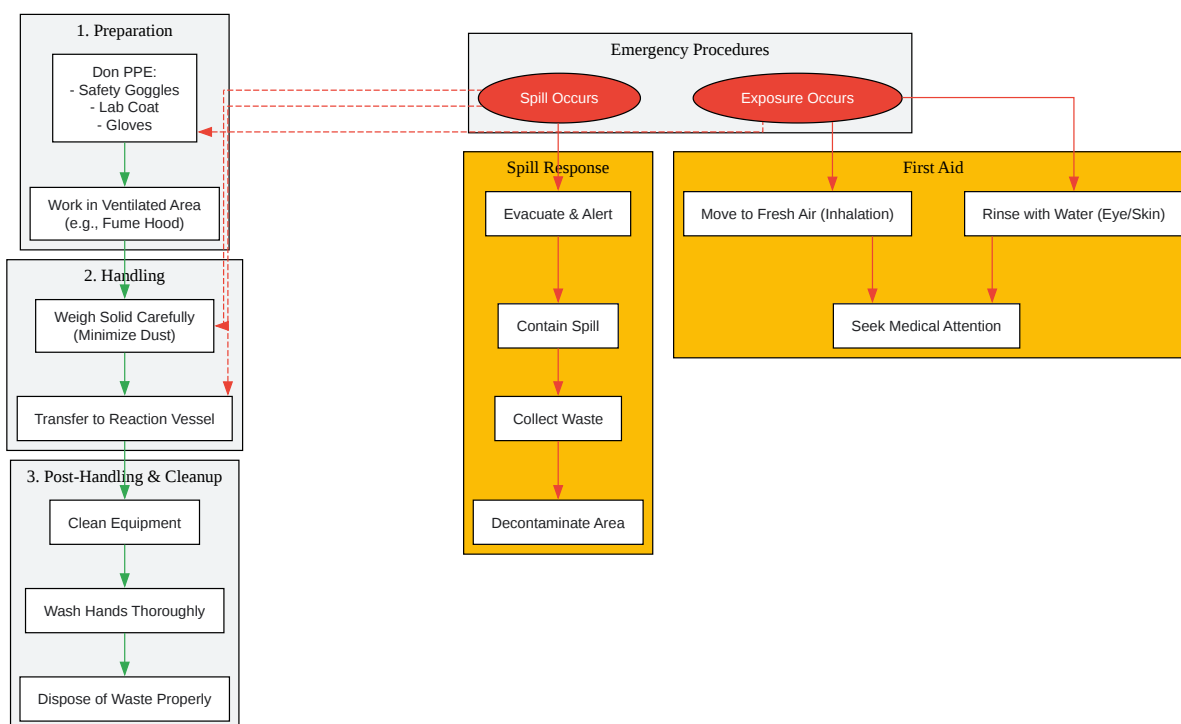 1. Preparation
Don PPE:
- Safety Goggles
- Lab Coat
- Gloves
Work in Ventilated Area
(e.g., Fume Hood)
2. Handling
Weigh Solid Carefully
(Minimize Dust)
Transfer to Reaction Vessel
3. Post-Handling & Cleanup
Clean Equipment
Wash Hands Thoroughly
Dispose of Waste Properly
Emergency Procedures
Spill Occurs
Exposure Occurs
Spill Response
Evacuate & Alert
Contain Spill
Collect Waste
Decontaminate Area
First Aid
Move to Fresh Air (Inhalation)
Rinse with Water (Eye/Skin)
Seek Medical Attention